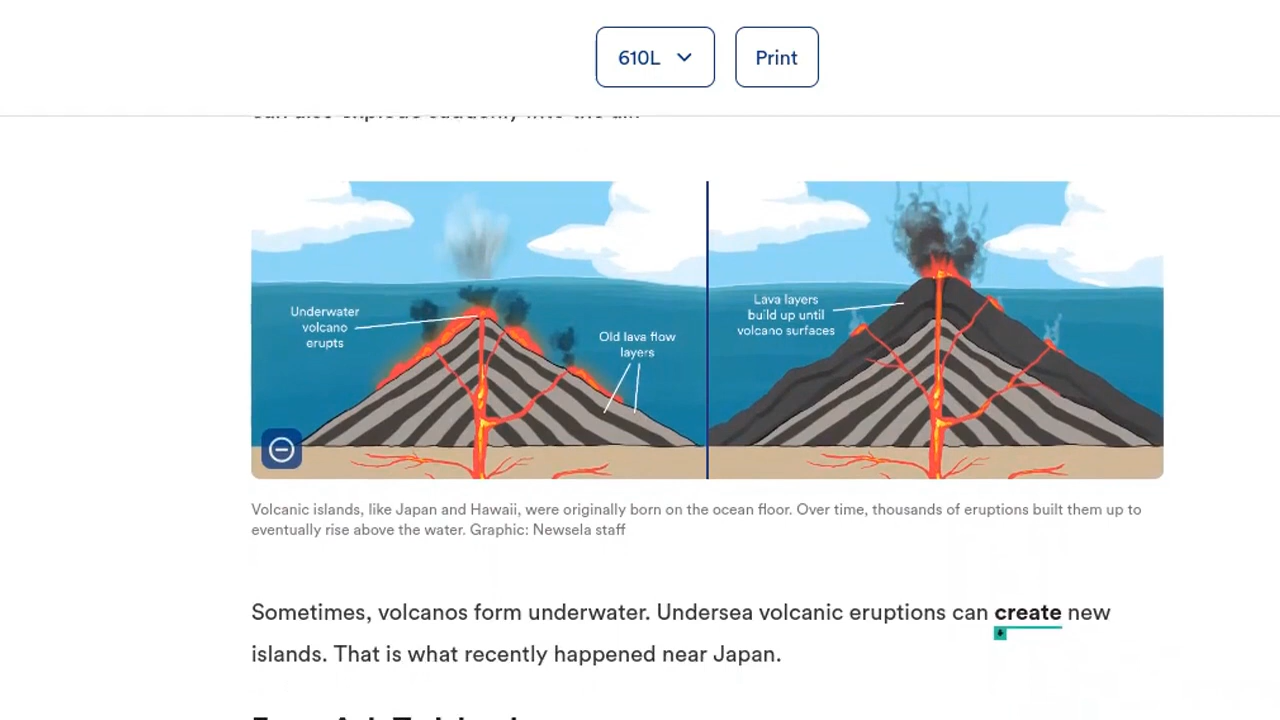 610L
Print
Underwater
volcano
erupts
Old lava flow
layers
Lava layers
build up until
volcano surfaces
Volcanic islands, like Japan and Hawaii, were originally born on the ocean floor. Over time, thousands of eruptions built them up to
eventually rise above the water. Graphic: Newsela staff
Sometimes, volcanos form underwater. Undersea volcanic eruptions can create new
islands. That is what recently happened near Japan.